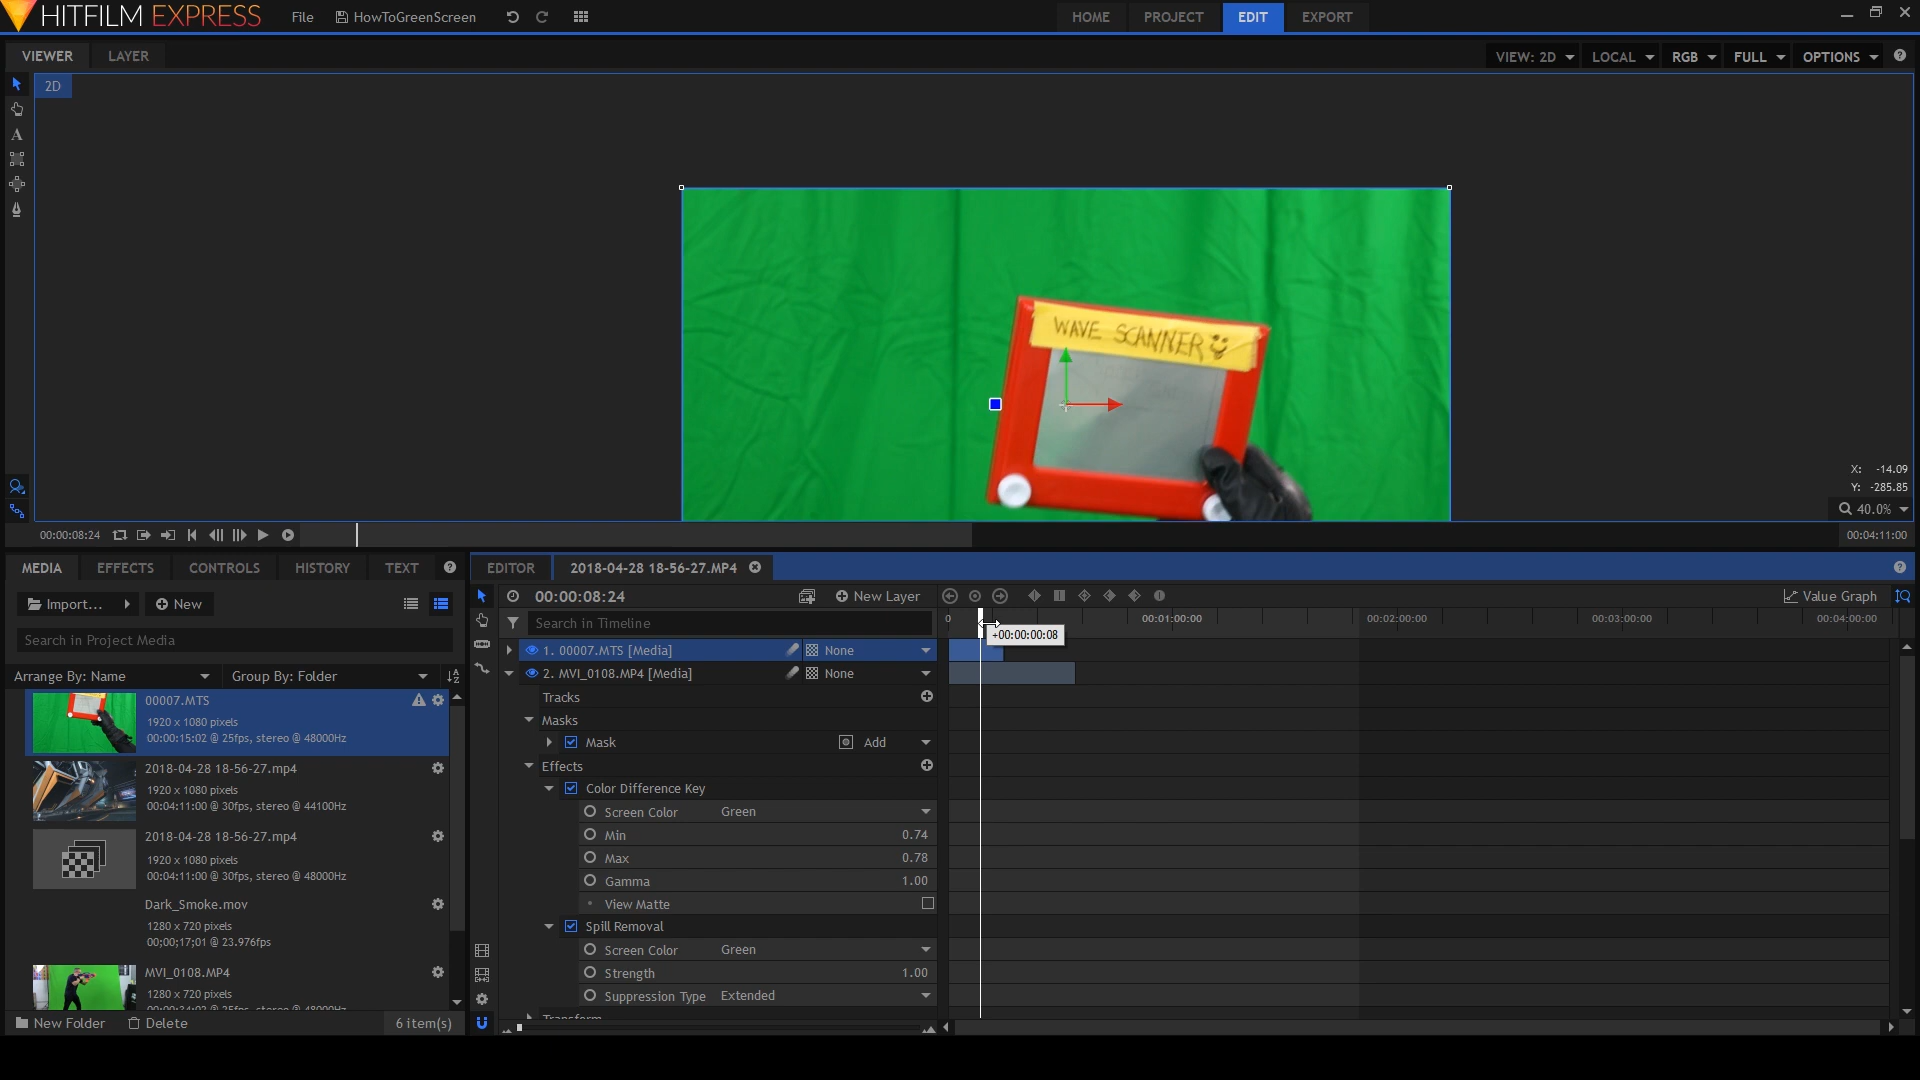 HITFILM EXPRESS File HowToGreenScreen HOME PROJECT EDIT EXPORT
VIEWER LAYER VIEW: 2D LOCAL RGB FULL OPTIONS
2D
A
WAVE SCANNER
X: -14.09
Y: -285.85
40.0%
00:00:08:24 00:04:11:00
MEDIA EFFECTS CONTROLS HISTORY TEXT
Import... New
Search in Project Media
Arrange By: Name Group By: Folder
00007.MTS
1920 x 1080 pixels
00:00:15:02 @ 25fps, stereo @ 48000Hz
2018-04-28 18-56-27.mp4
1920 x 1080 pixels
00:04:11:00 @ 30fps, stereo @ 44100Hz
2018-04-28 18-56-27.mp4
1920 x 1080 pixels
00:04:11:00 @ 30fps, stereo @ 48000Hz
Dark_Smoke.mov
1280 x 720 pixels
00;00;17;01 @ 23.976fps
MVI_0108.MP4
1280 x 720 pixels
00:00:34:02 @ 25fps, stereo @ 48000Hz
New Folder Delete 6 item(s)
EDITOR 2018-04-28 18-56-27.MP4
00:00:08:24 New Layer Value Graph
Search in Timeline
0 00:01:00:00 00:02:00:00 00:03:00:00 00:04:00:00
+00:00:00:08
1. 00007.MTS [Media] None
2. MVI_0108.MP4 [Media] None
Tracks
Masks
Mask Add
Effects
Color Difference Key
Screen Color Green
Min 0.74
Max 0.78
Gamma 1.00
View Matte
Spill Removal
Screen Color Green
Strength 1.00
Suppression Type Extended
Transform